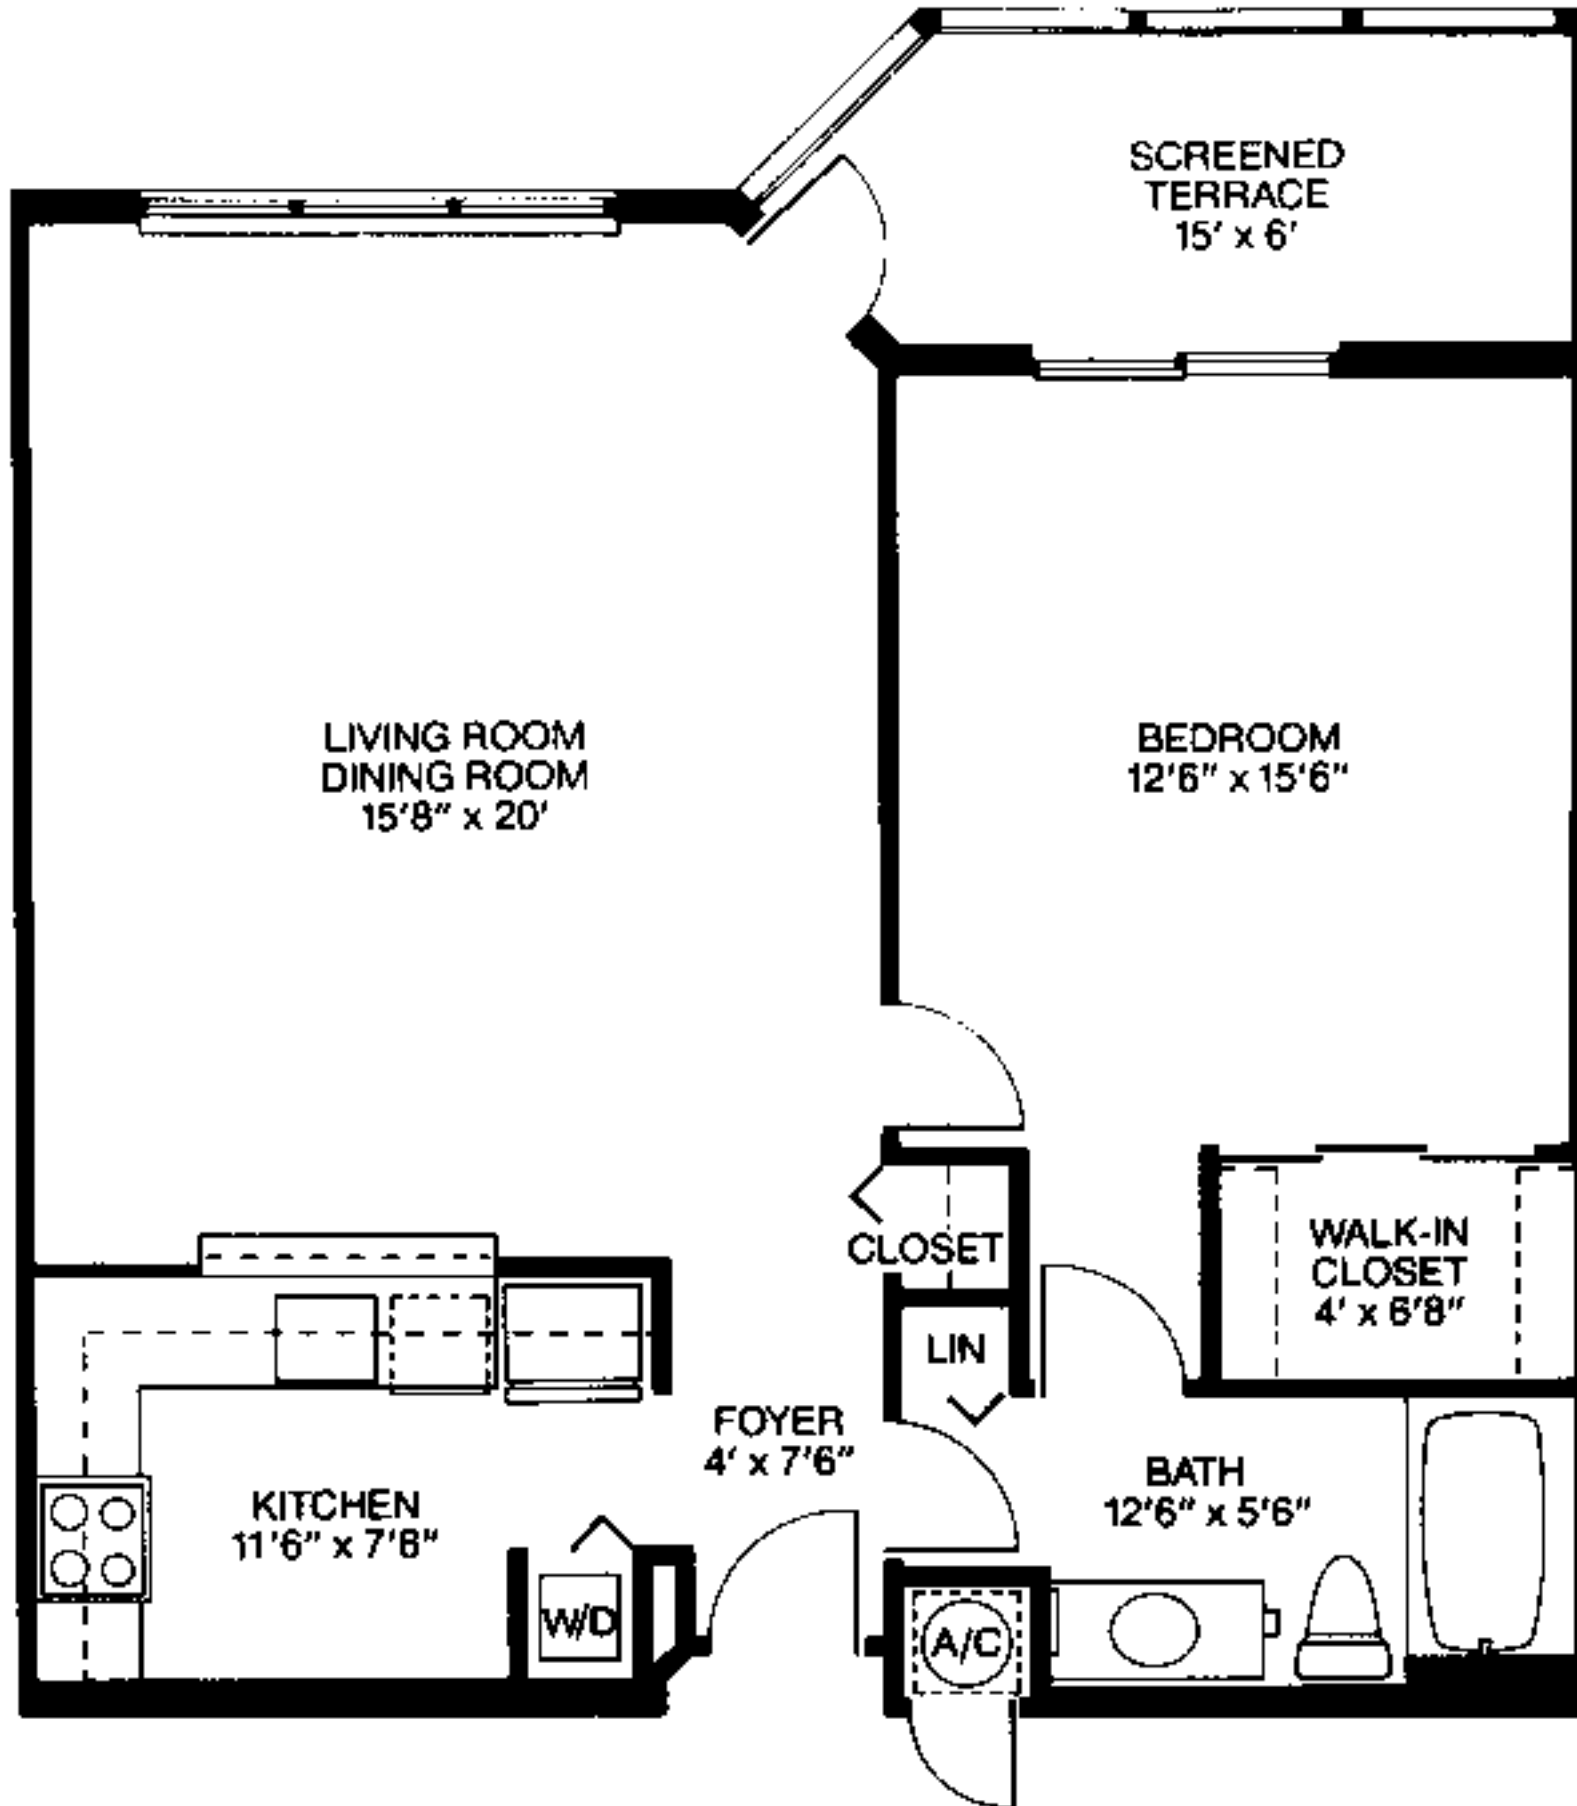 SCREENED
TERRACE
15' x 6'
LIVING ROOM
DINING ROOM
15'8" x 20'
BEDROOM
12'6" x 15'6"
CLOSET
WALK-IN
CLOSET
4' x 6'8"
LIN
FOYER
4' x 7'6"
BATH
12'6" x 5'6"
KITCHEN
11'6" x 7'8"
W/D
A/C